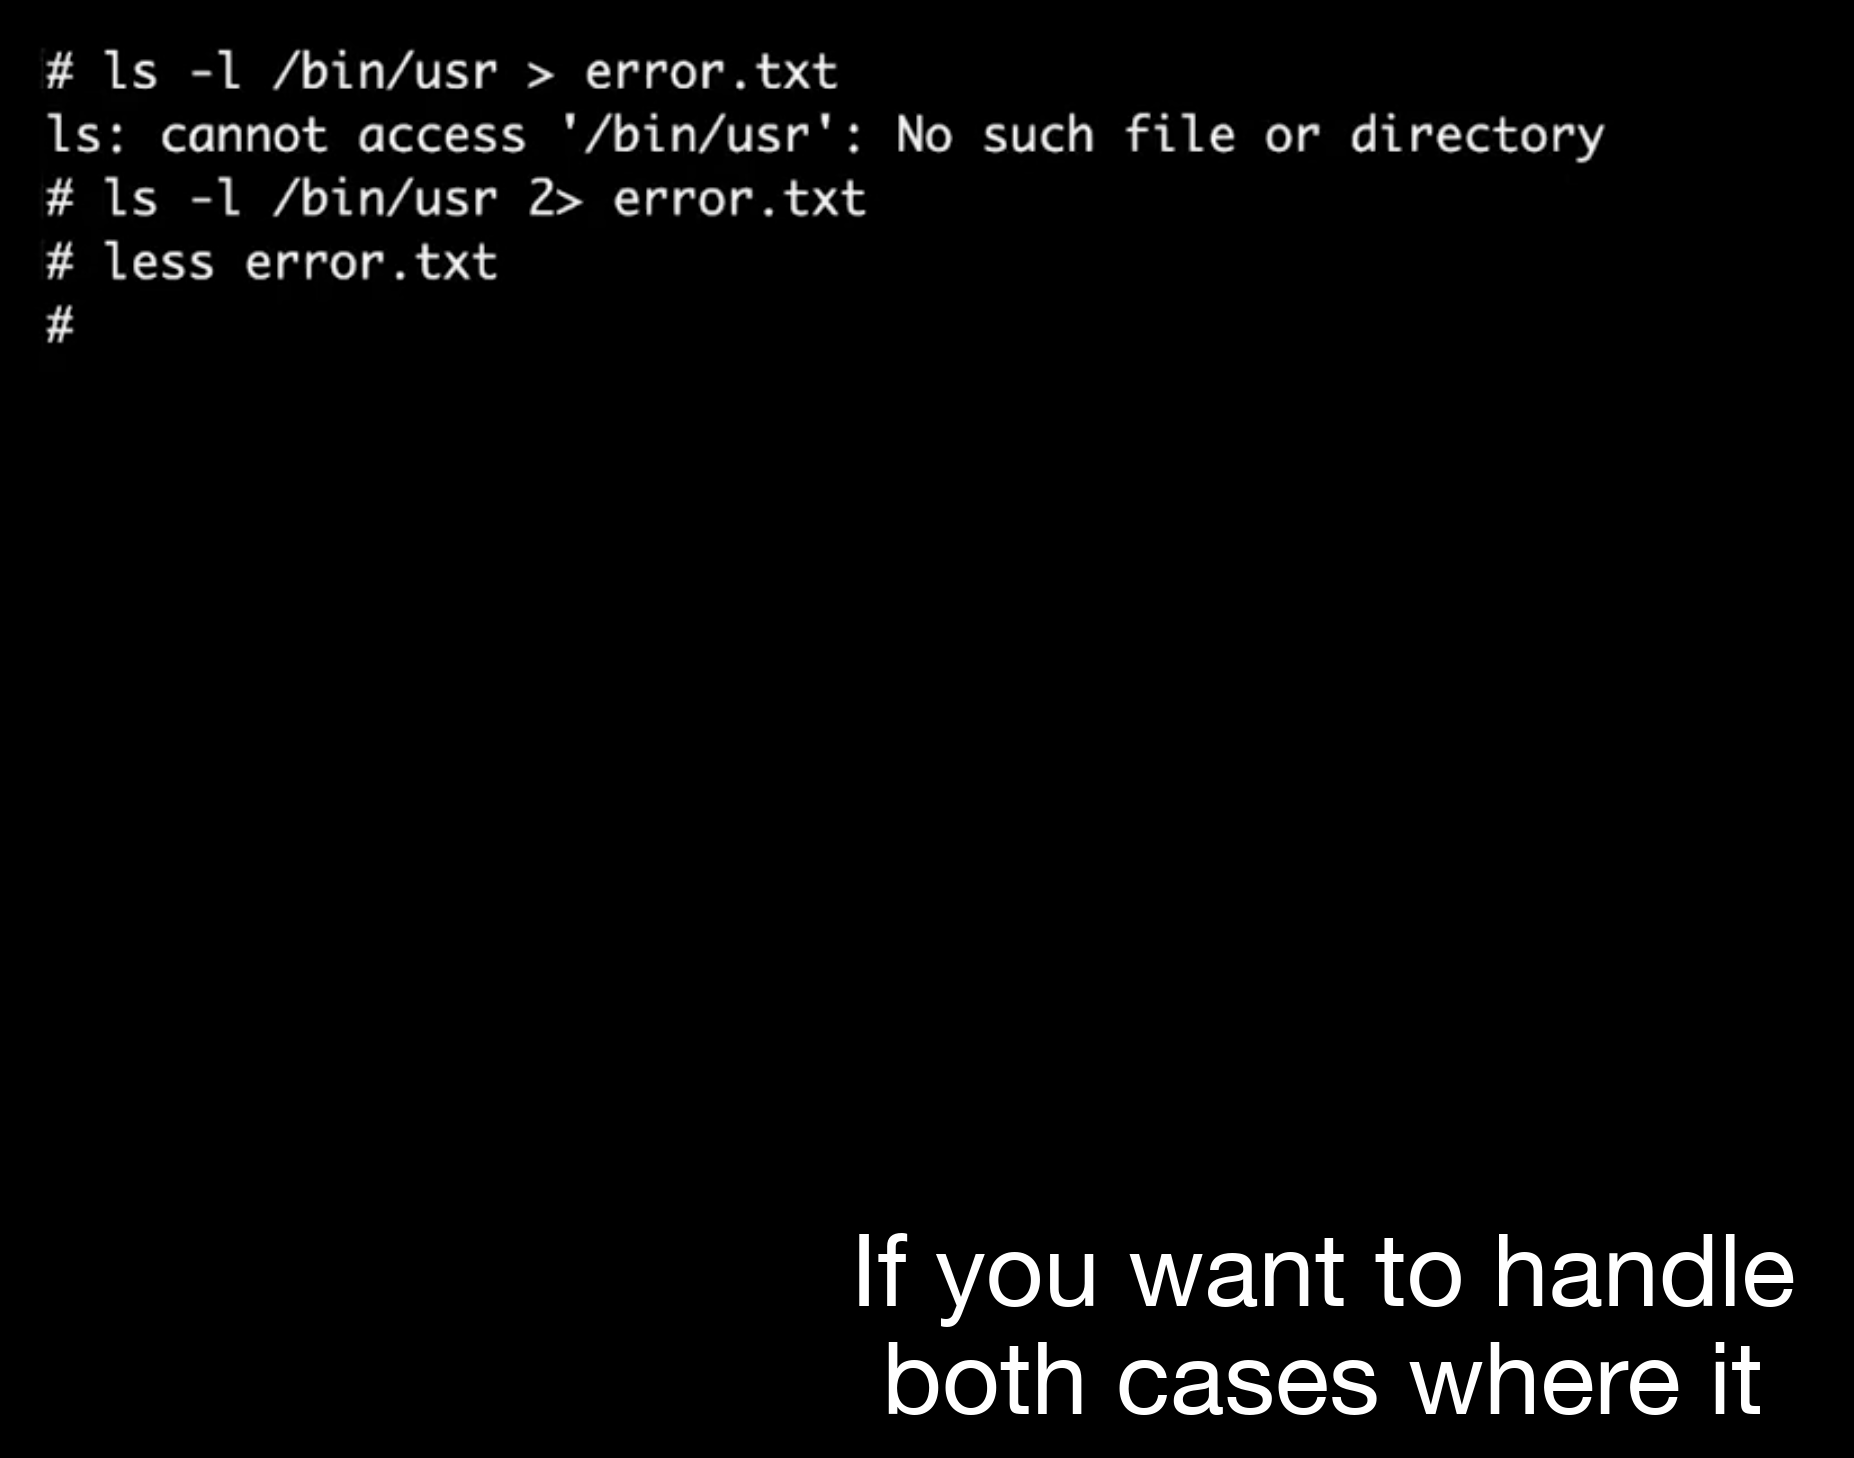 # ls -l /bin/usr > error.txt
ls: cannot access '/bin/usr': No such file or directory
# ls -l /bin/usr 2> error.txt
# less error.txt
#
If you want to handle
both cases where it